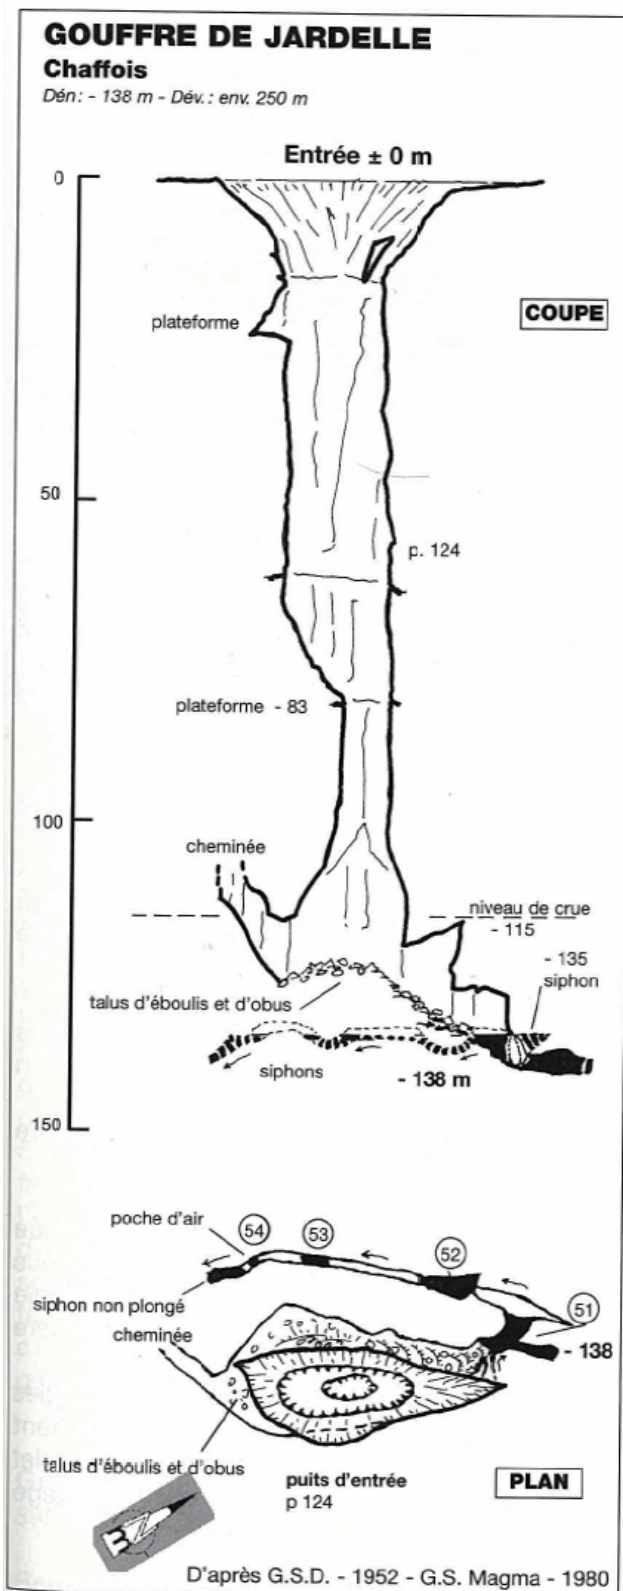 GOUFFRE DE JARDELLE
Chaffois
Dén: - 138 m - Dév.: env. 250 m
Entrée ± 0 m
0
COUPE
plateforme
50
p. 124
plateforme - 83
100
cheminée
niveau de crue
- 115
- 135
siphon
talus d'éboulis et d'obus
siphons
- 138 m
150
poche d'air
54
53
52
51
siphon non plongé
cheminée
- 138
talus d'éboulis et d'obus
puits d'entrée
p 124
PLAN
D'après G.S.D. - 1952 - G.S. Magma - 1980